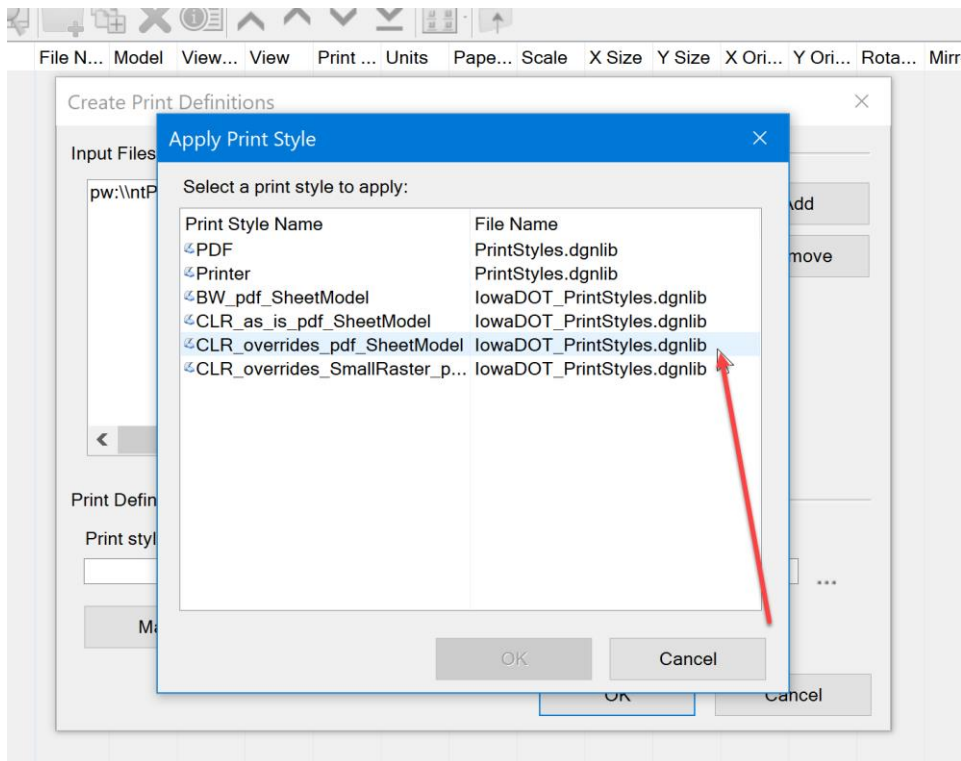 File N... Model View... View Print ... Units Pape... Scale X Size Y Size X Ori... Y Ori... Rota... Mirr
Create Print Definitions
Apply Print Style
Input Files
Select a print style to apply:
pw:\\ntP
Add
Print Style Name File Name
PDF PrintStyles.dgnlib
move
Printer PrintStyles.dgnlib
BW_pdf_SheetModel IowaDOT_PrintStyles.dgnlib
CLR_as_is_pdf_SheetModel IowaDOT_PrintStyles.dgnlib
CLR_overrides_pdf_SheetModel IowaDOT_PrintStyles.dgnlib
CLR_overrides_SmallRaster_p... IowaDOT_PrintStyles.dgnlib
Print Defin
Print styl
...
Ma
OK Cancel
OK Cancel